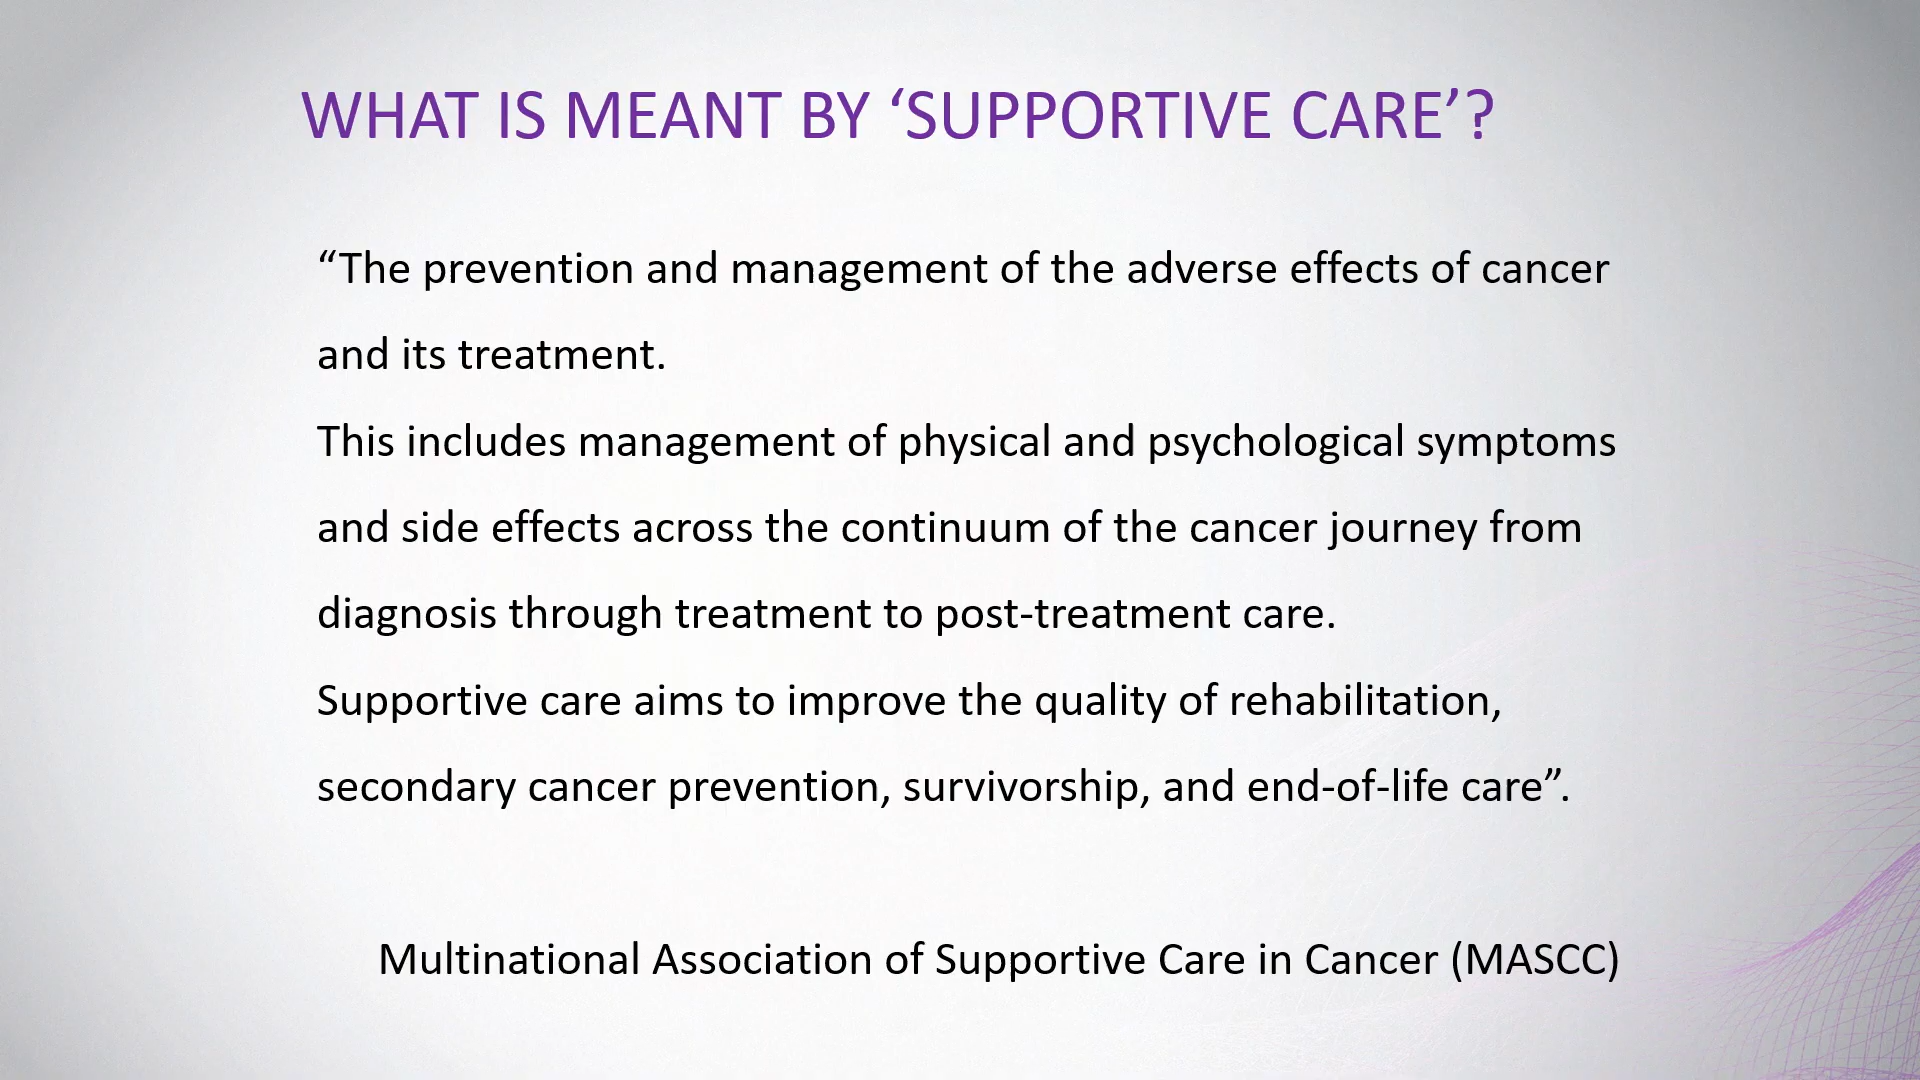 WHAT IS MEANT BY ‘SUPPORTIVE CARE’?
“The prevention and management of the adverse effects of cancer
and its treatment.
This includes management of physical and psychological symptoms
and side effects across the continuum of the cancer journey from
diagnosis through treatment to post-treatment care.
Supportive care aims to improve the quality of rehabilitation,
secondary cancer prevention, survivorship, and end-of-life care”.
Multinational Association of Supportive Care in Cancer (MASCC)